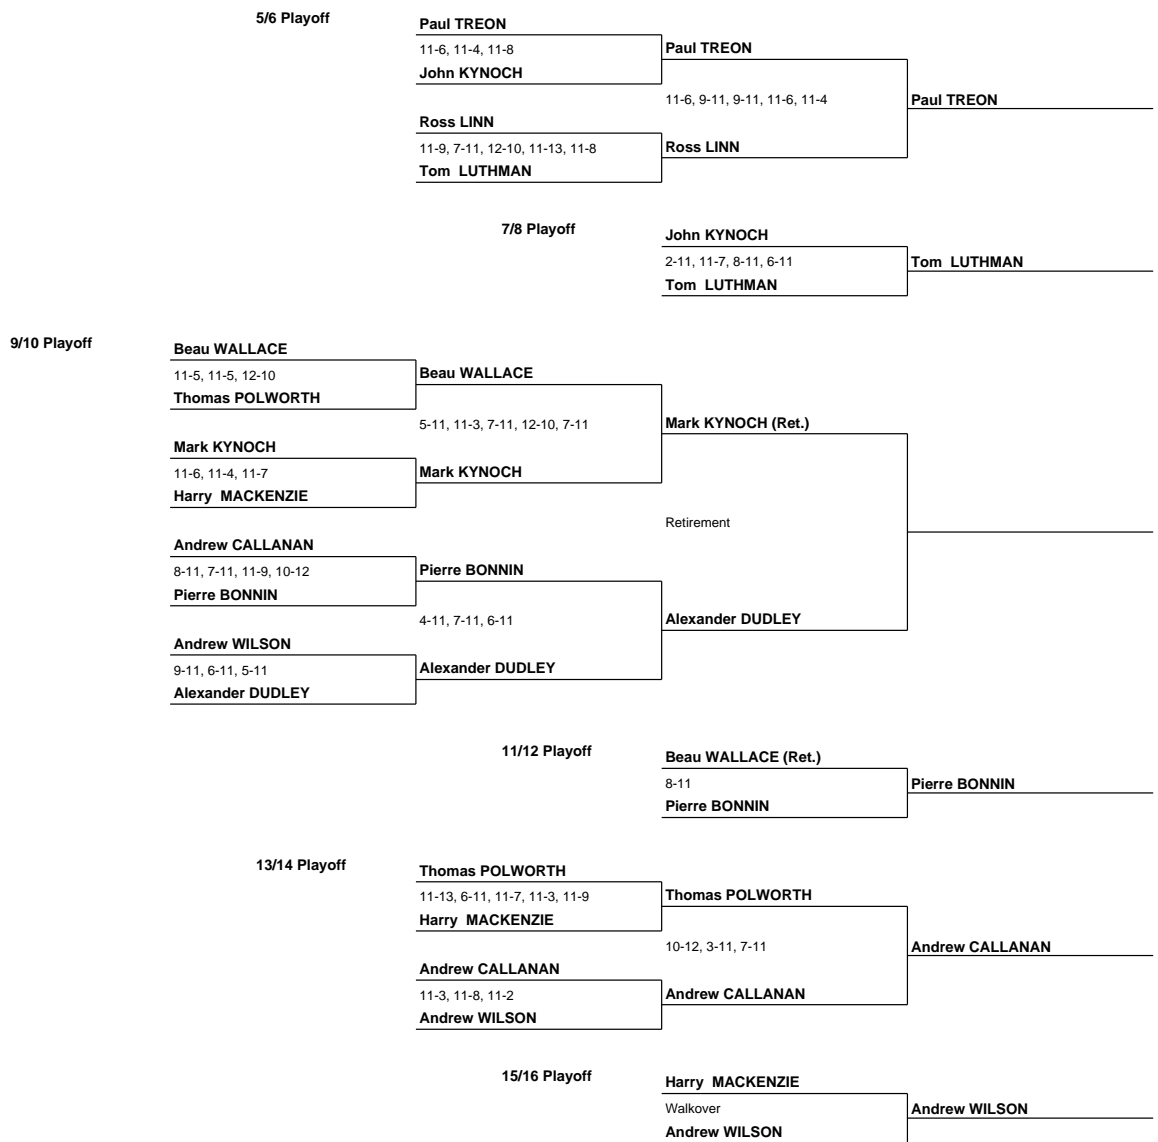 5/6 Playoff
Paul TREON
11-6, 11-4, 11-8
Paul TREON
John KYNOCH
11-6, 9-11, 9-11, 11-6, 11-4
Paul TREON
Ross LINN
11-9, 7-11, 12-10, 11-13, 11-8
Ross LINN
Tom LUTHMAN
7/8 Playoff
John KYNOCH
2-11, 11-7, 8-11, 6-11
Tom LUTHMAN
Tom LUTHMAN
9/10 Playoff
Beau WALLACE
11-5, 11-5, 12-10
Beau WALLACE
Thomas POLWORTH
5-11, 11-3, 7-11, 12-10, 7-11
Mark KYNOCH (Ret.)
Mark KYNOCH
11-6, 11-4, 11-7
Mark KYNOCH
Harry MACKENZIE
Retirement
Andrew CALLANAN
8-11, 7-11, 11-9, 10-12
Pierre BONNIN
Pierre BONNIN
4-11, 7-11, 6-11
Alexander DUDLEY
Andrew WILSON
9-11, 6-11, 5-11
Alexander DUDLEY
Alexander DUDLEY
11/12 Playoff
Beau WALLACE (Ret.)
8-11
Pierre BONNIN
Pierre BONNIN
13/14 Playoff
Thomas POLWORTH
11-13, 6-11, 11-7, 11-3, 11-9
Thomas POLWORTH
Harry MACKENZIE
10-12, 3-11, 7-11
Andrew CALLANAN
Andrew CALLANAN
11-3, 11-8, 11-2
Andrew CALLANAN
Andrew WILSON
15/16 Playoff
Harry MACKENZIE
Walkover
Andrew WILSON
Andrew WILSON